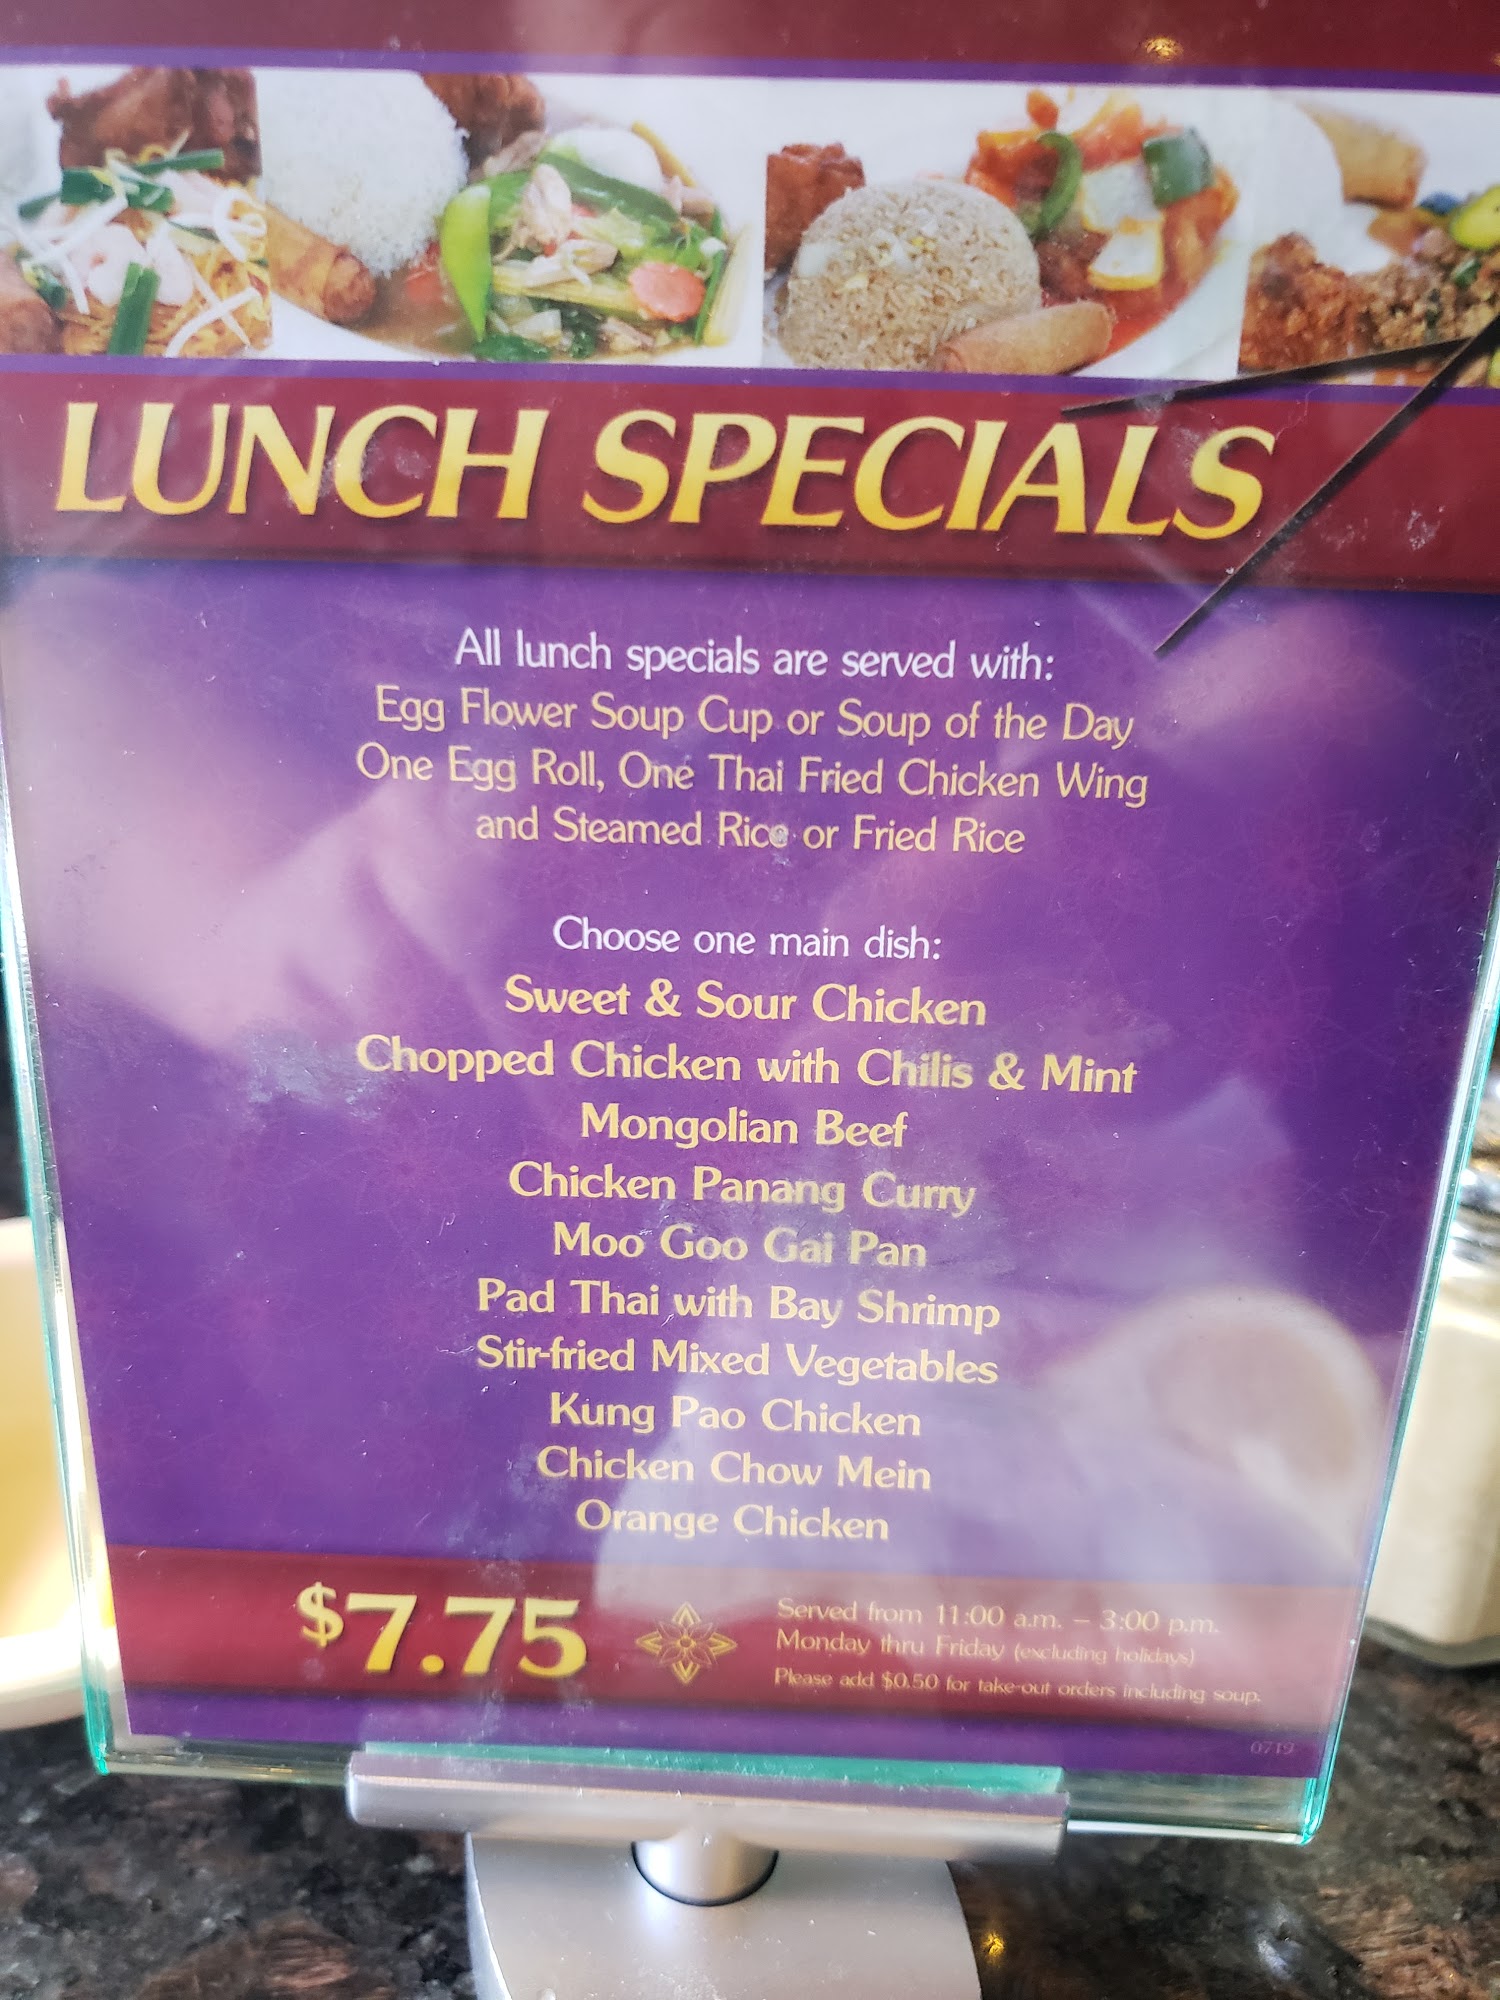 LUNCH SPECIALS
All lunch specials are served with:
Egg Flower Soup Cup or Soup of the Day
One Egg Roll, One Thai Fried Chicken Wing
and Steamed Rice or Fried Rice
Choose one main dish:
Sweet & Sour Chicken
Chopped Chicken with Chilis & Mint
Mongolian Beef
Chicken Panang Curry
Moo Goo Gai Pan
Pad Thai with Bay Shrimp
Stir-fried Mixed Vegetables
Kung Pao Chicken
Chicken Chow Mein
Orange Chicken
$7.75
Served from 11:00 a.m. – 3:00 p.m.
Monday thru Friday (excluding holidays)
Please add $0.50 for take-out orders including soup.
0719